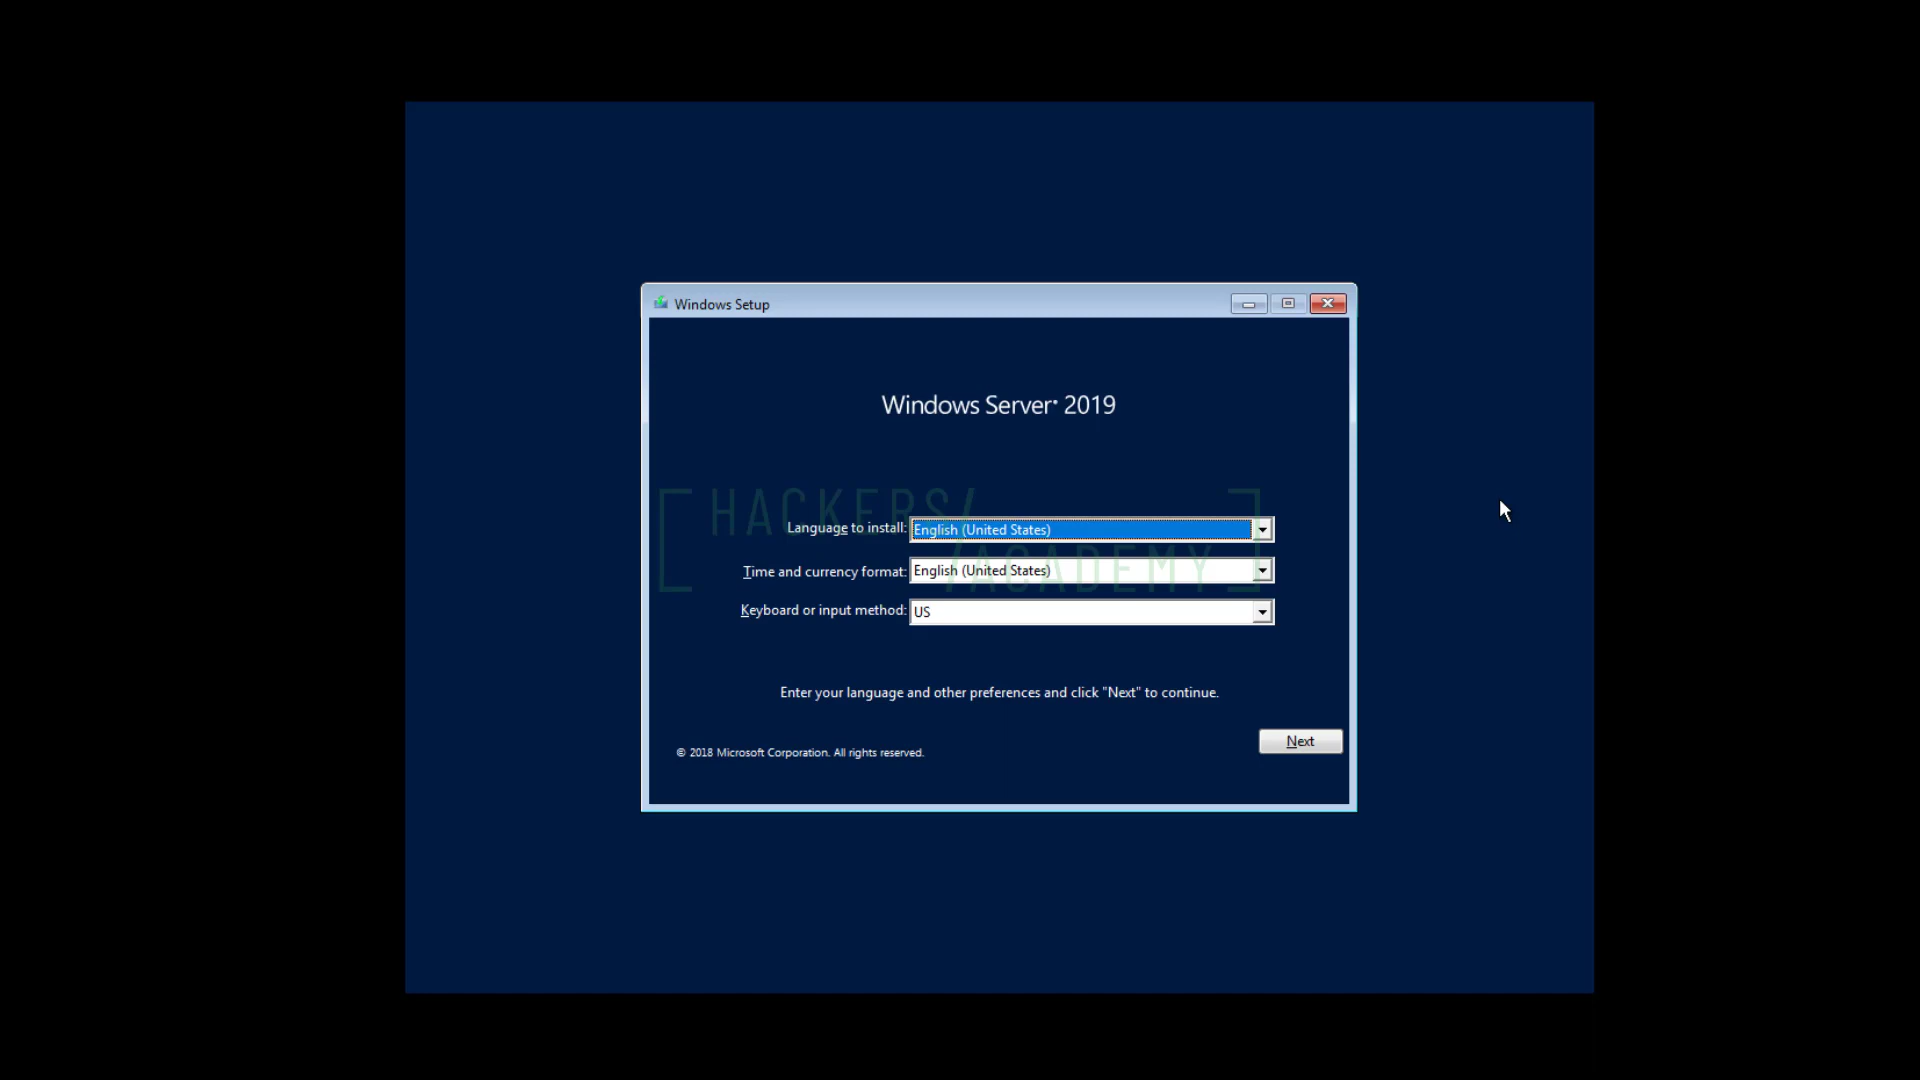 Windows Setup
Windows Server® 2019
HACKERS/
/ACADEMY
Language to install: English (United States)
Time and currency format: English (United States)
Keyboard or input method: US
Enter your language and other preferences and click "Next" to continue.
Next
© 2018 Microsoft Corporation. All rights reserved.